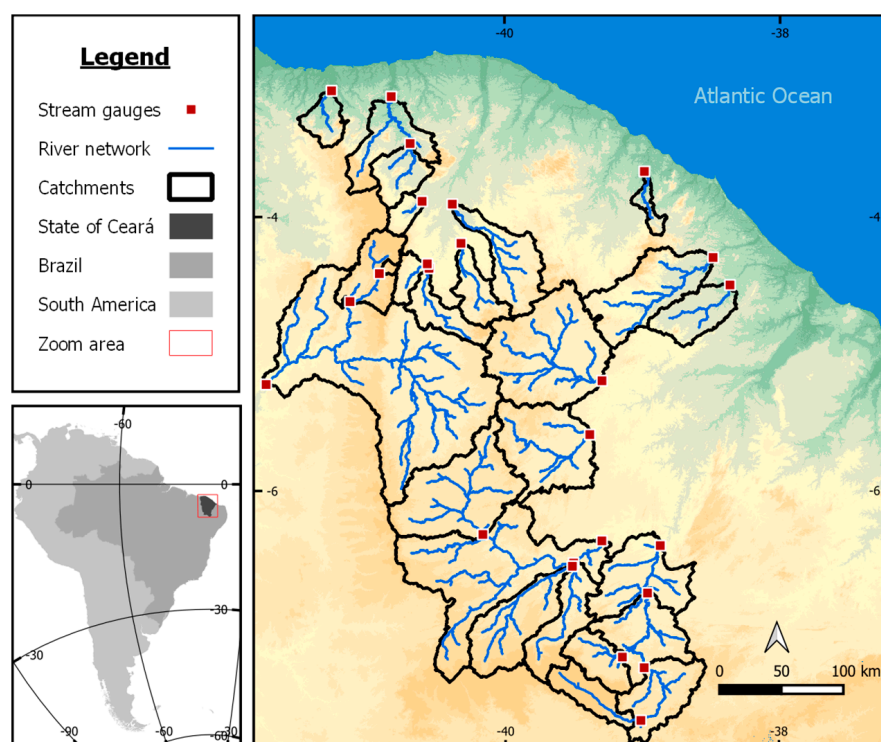 Legend
Stream gauges
River network
Catchments
State of Ceará
Brazil
South America
Zoom area
-60
0
0
-30
-30
-90
-60
-30
-40
-38
Atlantic Ocean
-4
-4
-6
-6
0
50
100 km
-40
-38